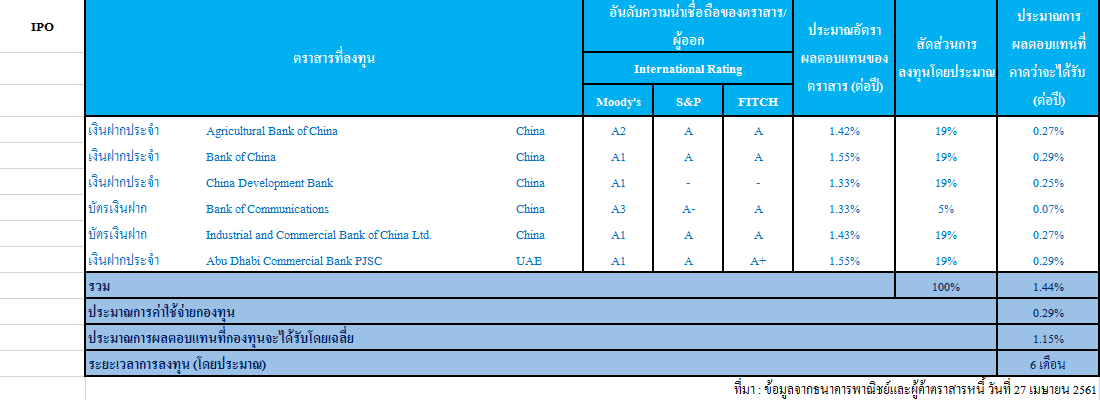 IPO
ตราสารที่ลงทุน
อันดับความน่าเชื่อถือของตราสาร/
ผู้ออก
International Rating
Moody's S&P FITCH
ประมาณอัตรา
ผลตอบแทนของ
ตราสาร (ต่อปี)
สัดส่วนการ
ลงทุนโดยประมาณ
ประมาณการ
ผลตอบแทนที่
คาดว่าจะได้รับ
(ต่อปี)
เงินฝากประจำ Agricultural Bank of China China A2 A A 1.42% 19% 0.27%
เงินฝากประจำ Bank of China China A1 A A 1.55% 19% 0.29%
เงินฝากประจำ China Development Bank China A1 - - 1.33% 19% 0.25%
บัตรเงินฝาก Bank of Communications China A3 A- A 1.33% 5% 0.07%
บัตรเงินฝาก Industrial and Commercial Bank of China Ltd. China A1 A A 1.43% 19% 0.27%
เงินฝากประจำ Abu Dhabi Commercial Bank PJSC UAE A1 A A+ 1.55% 19% 0.29%
รวม 100% 1.44%
ประมาณการค่าใช้จ่ายกองทุน 0.29%
ประมาณการผลตอบแทนที่กองทุนจะได้รับโดยเฉลี่ย 1.15%
ระยะเวลาการลงทุน (โดยประมาณ) 6 เดือน
ที่มา : ข้อมูลจากธนาคารพาณิชย์และผู้ค้าตราสารหนี้ วันที่ 27 เมษายน 2561